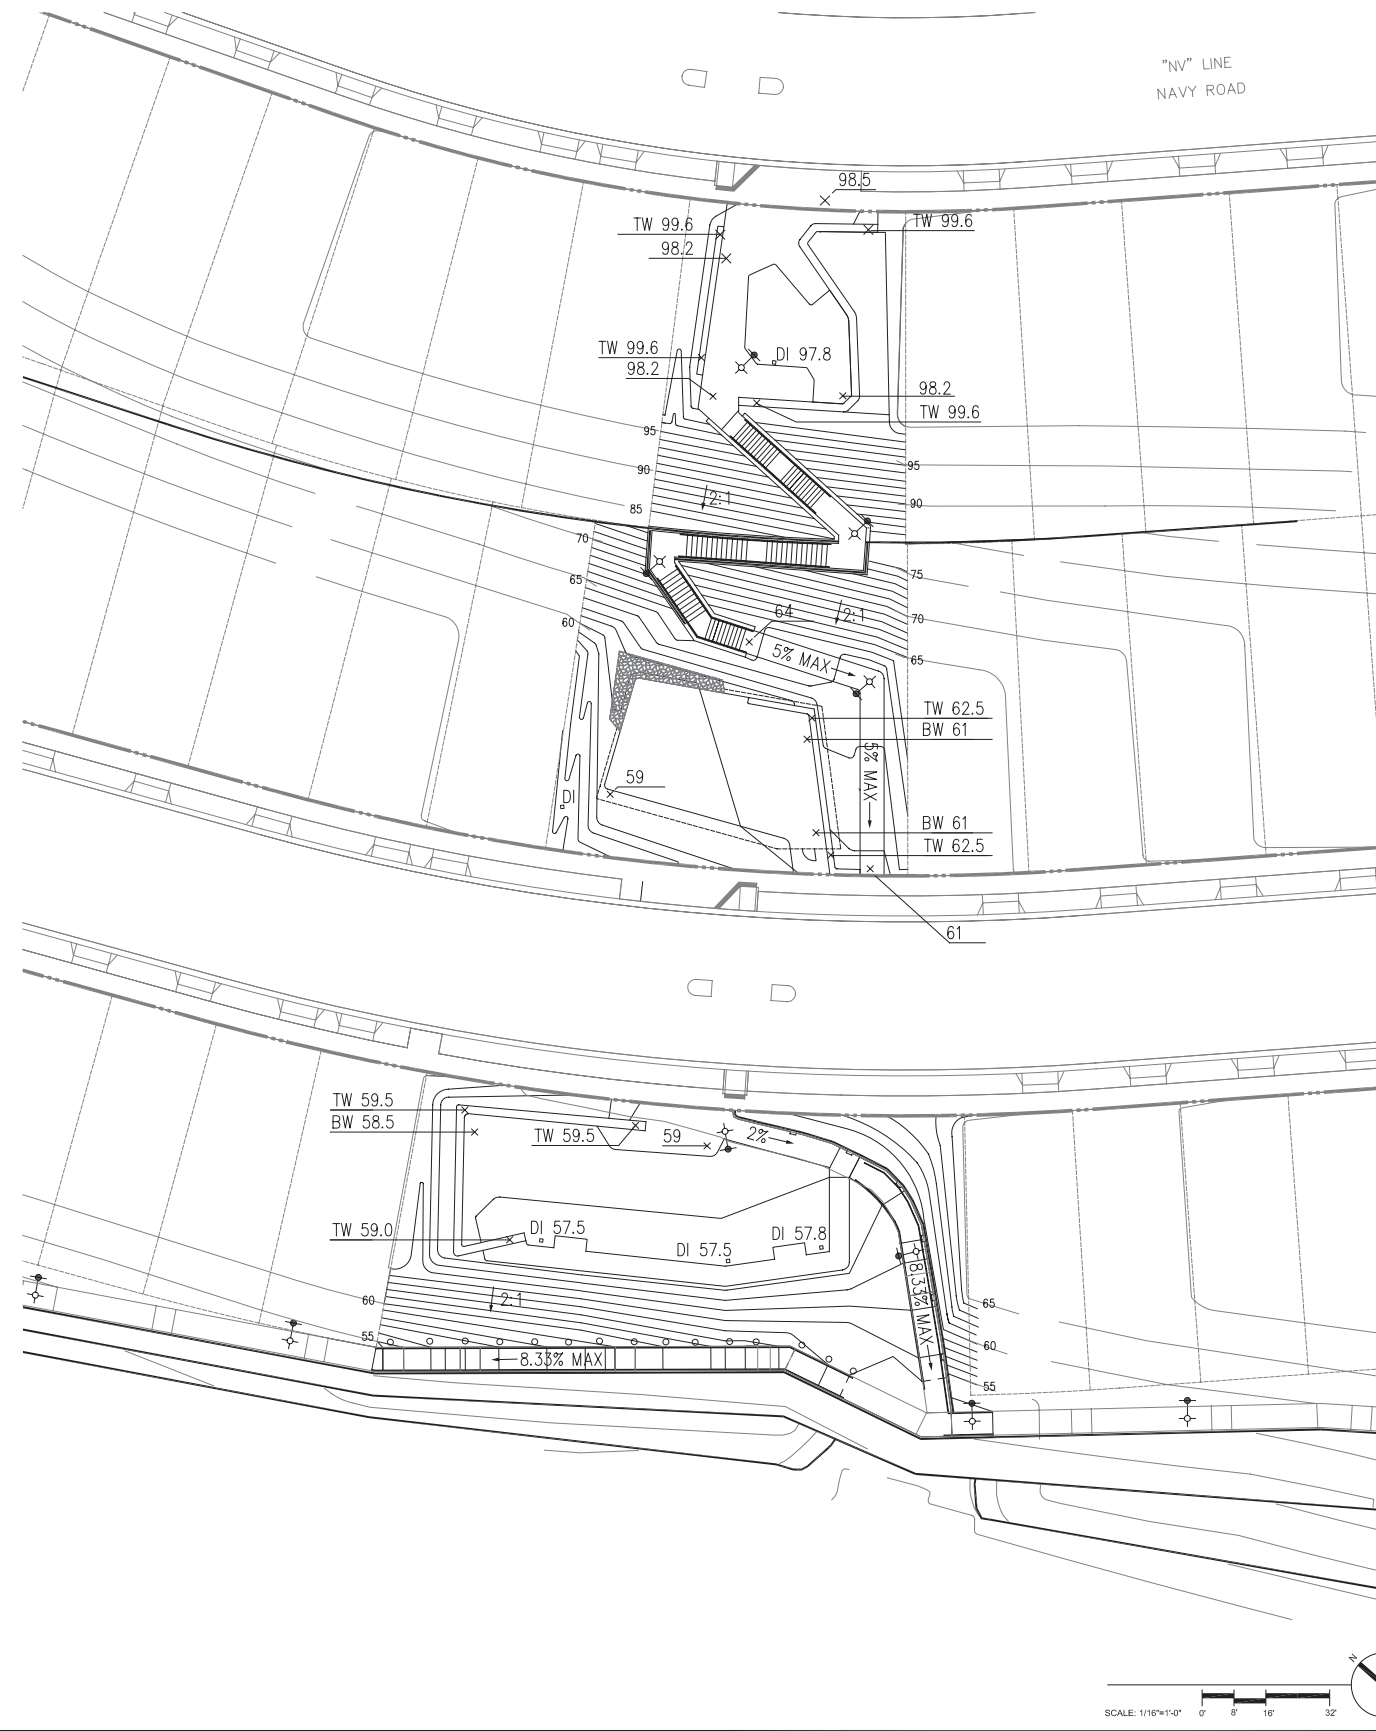 "NV" LINE
NAVY ROAD
98.5
TW 99.6
TW 99.6
98.2
TW 99.6
DI 97.8
98.2
98.2
TW 99.6
95
95
90
90
2:1
85
70
75
65
64
2:1
70
60
5% MAX
65
TW 62.5
BW 61
5% MAX
59
DI
BW 61
TW 62.5
61
TW 59.5
BW 58.5
TW 59.5
59
2%
TW 59.0
DI 57.5
DI 57.8
DI 57.5
8.33% MAX
60
2:1
65
55
60
8.33% MAX
55
N
SCALE: 1/16"=1'-0"
0' 8' 16' 32'